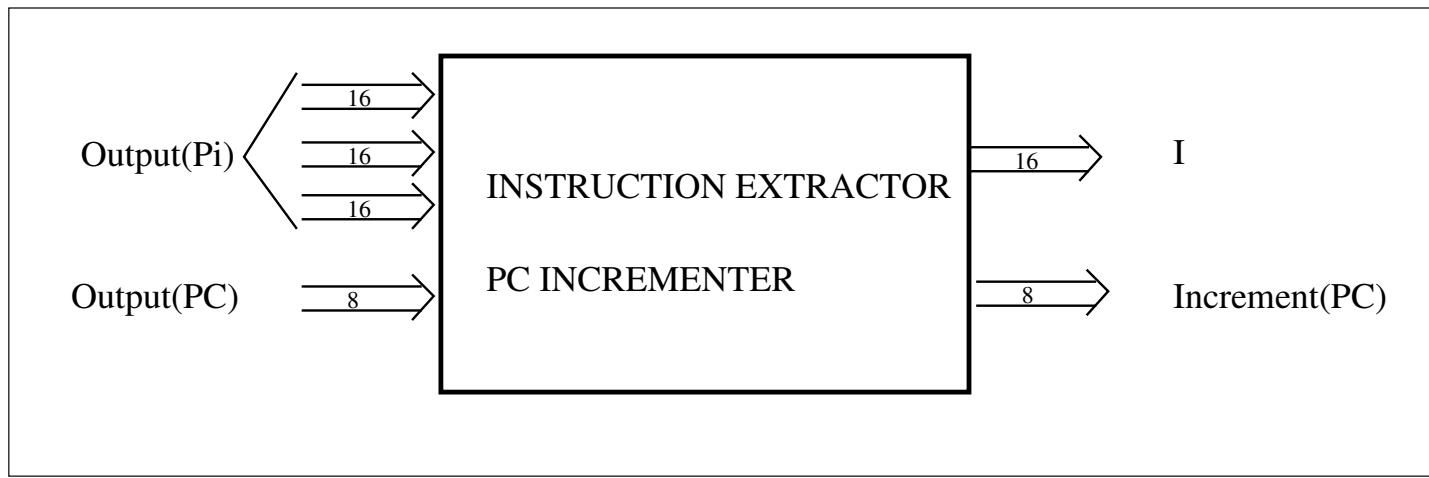 16
Output(Pi)
16
16
INSTRUCTION EXTRACTOR
16
I
PC INCREMENTER
Output(PC)
8
8
Increment(PC)